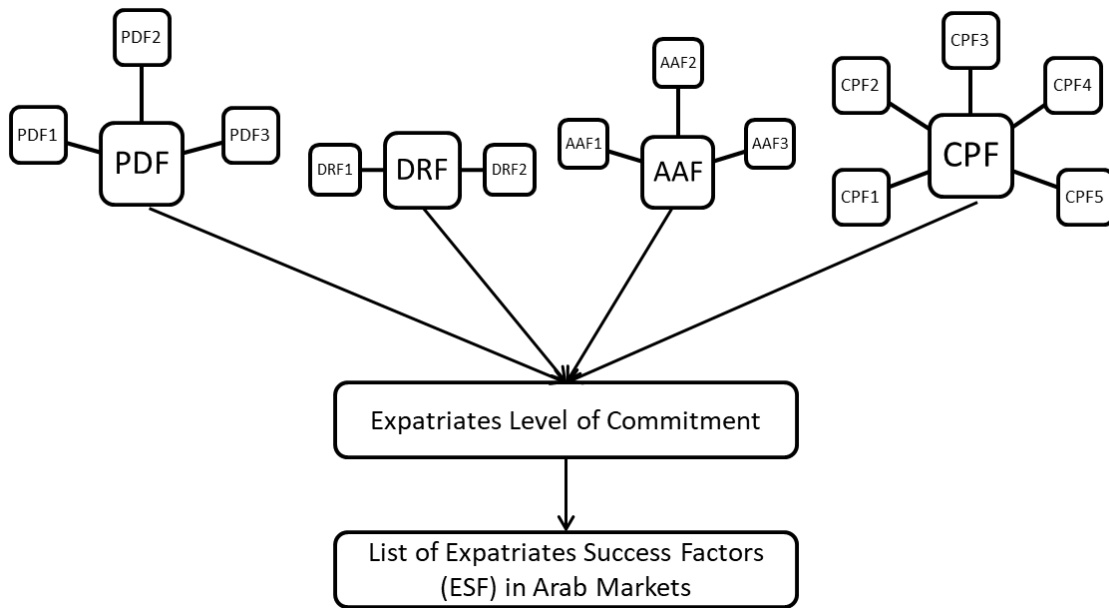 PDF2
PDF1
PDF3
PDF
DRF1
DRF
DRF2
AAF2
AAF1
AAF3
AAF
CPF3
CPF2
CPF4
CPF
CPF1
CPF5
Expatriates Level of Commitment
List of Expatriates Success Factors
(ESF) in Arab Markets